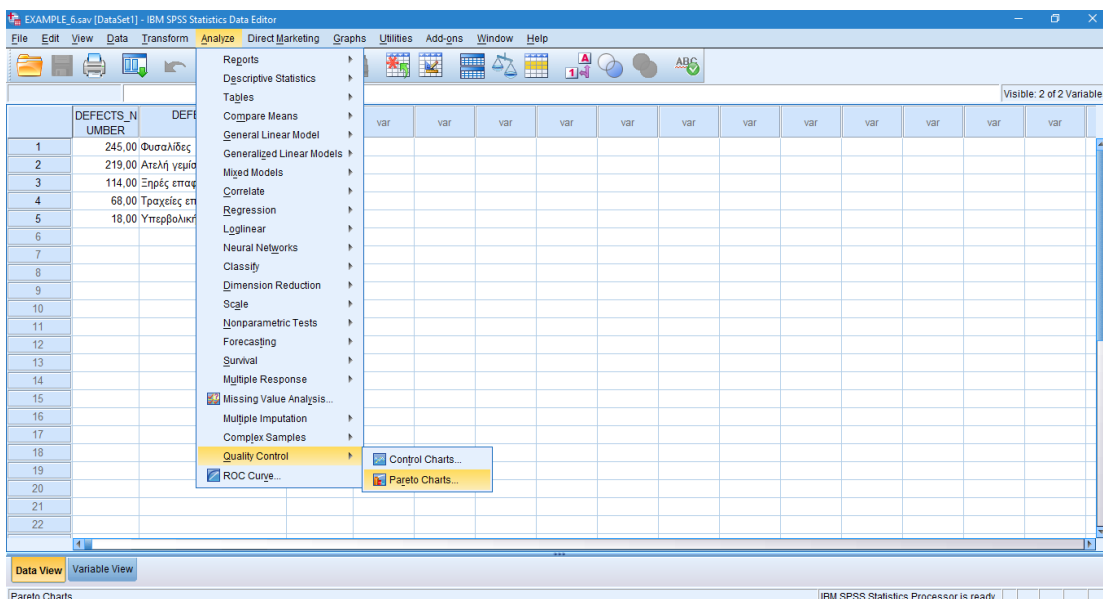 EXAMPLE_6.sav [DataSet1] - IBM SPSS Statistics Data Editor
File Edit View Data Transform Analyze Direct Marketing Graphs Utilities Add-ons Window Help
Visible: 2 of 2 Variable
DEFECTS_N
UMBER
DEFE
var var var var var var var var var var var var
1 245,00 Φυσαλίδες
2 219,00 Ατελή γεμίσ
3 114,00 Ξηρές επαφ
4 68,00 Τραχείες επ
5 18,00 Υπερβολική
6
7
8
9
10
11
12
13
14
15
16
17
18
19
20
21
22
Reports
Descriptive Statistics
Tables
Compare Means
General Linear Model
Generalized Linear Models
Mixed Models
Correlate
Regression
Loglinear
Neural Networks
Classify
Dimension Reduction
Scale
Nonparametric Tests
Forecasting
Survival
Multiple Response
Missing Value Analysis...
Multiple Imputation
Complex Samples
Quality Control
ROC Curve...
Control Charts...
Pareto Charts...
Data View Variable View
Pareto Charts
IBM SPSS Statistics Processor is ready